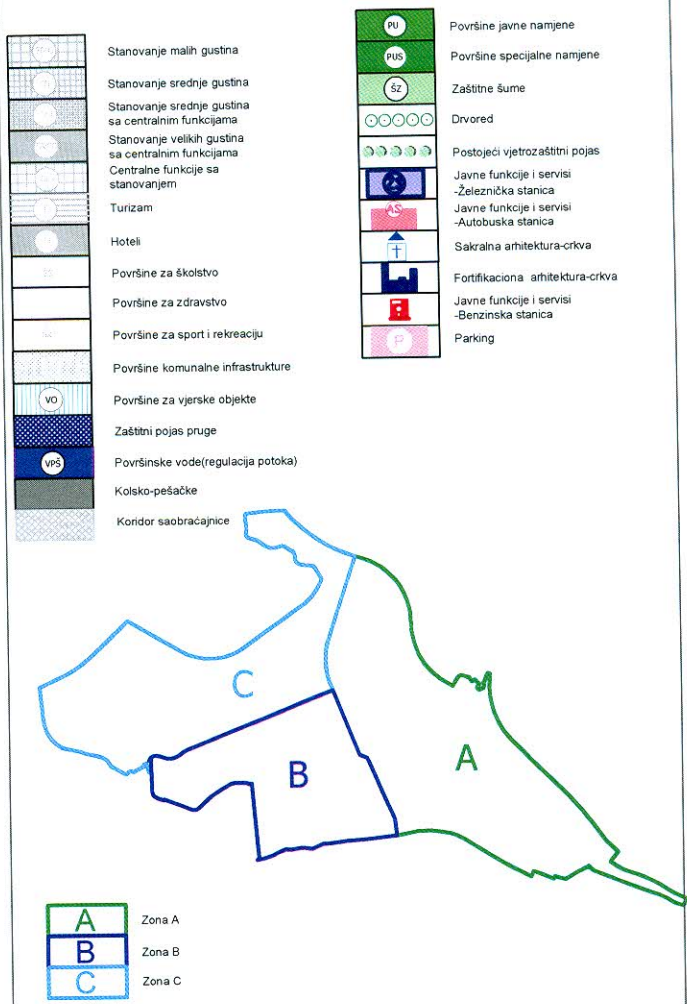 Stanovanje malih gustina
Stanovanje srednje gustina
Stanovanje srednje gustina
sa centralnim funkcijama
Stanovanje velikih gustina
sa centralnim funkcijama
Centralne funkcije sa
stanovanjem
Turizam
Hoteli
Površine za školstvo
Površine za zdravstvo
Površine za sport i rekreaciju
Površine komunalne infrastrukture
VO
Površine za vjerske objekte
Zaštitni pojas pruge
VPŠ
Površinske vode(regulacija potoka)
Kolsko-pešačke
Koridor saobraćajnice
PU
Površine javne namjene
PUS
Površine specijalne namjene
ŠZ
Zaštitne šume
Drvored
Postojeći vjetrozaštitni pojas
Javne funkcije i servisi
-Železnička stanica
AS
Javne funkcije i servisi
-Autobuska stanica
Sakralna arhitektura-crkva
Fortifikaciona arhitektura-crkva
Javne funkcije i servisi
-Benzinska stanica
P
Parking
C
B
A
A
Zona A
B
Zona B
C
Zona C